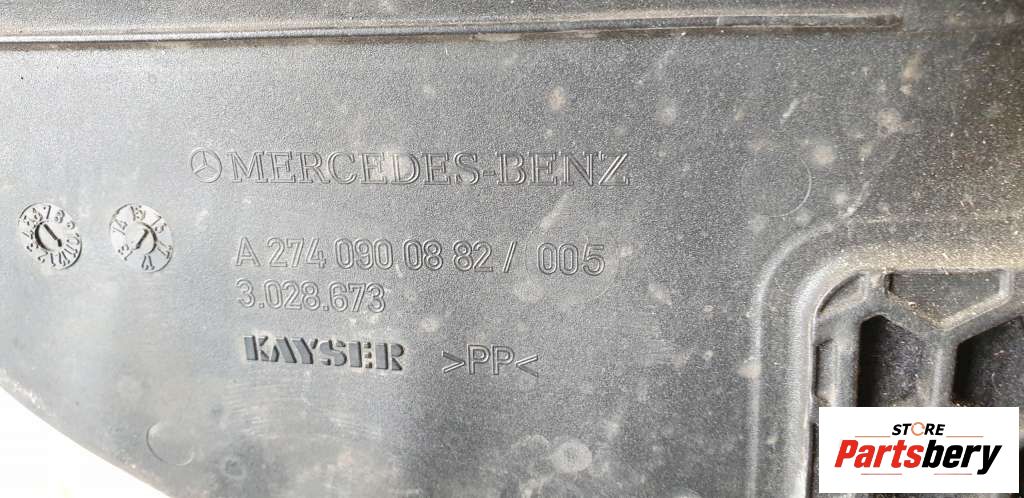 MERCEDES-BENZ
A 274 090 08 82 / 005
3.028.673
KAYSER >PP<
STORE
Partsbery